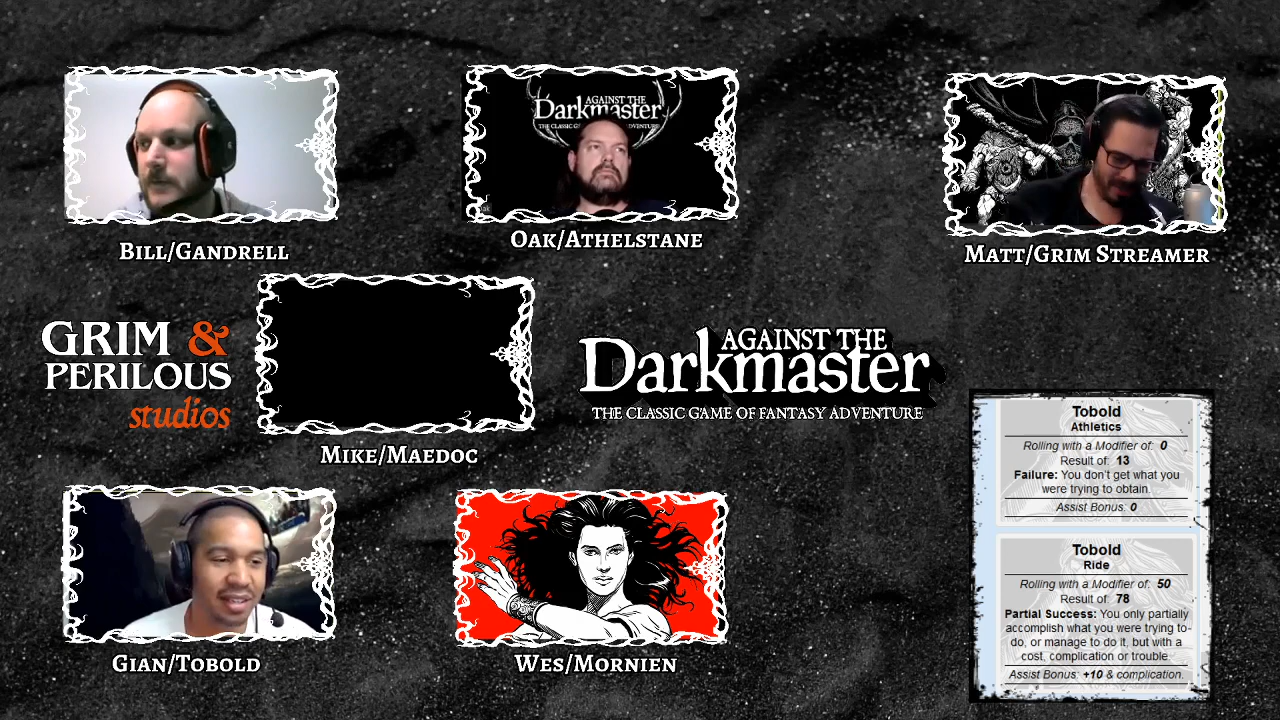 AGAINST THE
Darkmaster
Bill/Gandrell
Oak/Athelstane
Matt/Grim Streamer
GRIM &
PERILOUS
studios
Mike/Maedoc
AGAINST THE
Darkmaster
THE CLASSIC GAME OF FANTASY ADVENTURE
Tobold
Athletics
Rolling with a Modifier of: 0
Result of: 13
Failure: You don't get what you
were trying to obtain.
Assist Bonus: 0
Tobold
Ride
Rolling with a Modifier of: 50
Result of: 78
Partial Success: You only partially
accomplish what you were trying to-
do, or manage to do it, but with a
cost, complication or trouble.
Assist Bonus: +10 & complication.
Gian/Tobold
Wes/Mornien